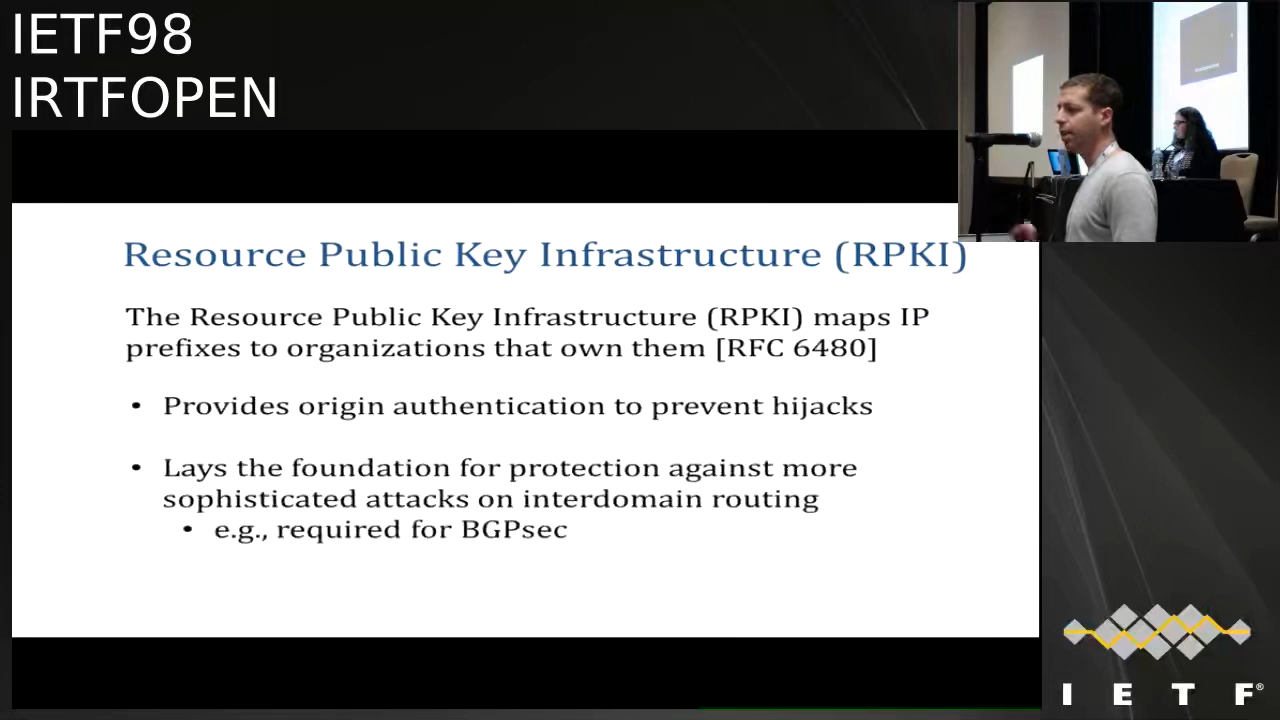 IETF98
IRTFOPEN
Resource Public Key Infrastructure (RPKI)
The Resource Public Key Infrastructure (RPKI) maps IP
prefixes to organizations that own them [RFC 6480]
• Provides origin authentication to prevent hijacks
• Lays the foundation for protection against more
sophisticated attacks on interdomain routing
• e.g., required for BGPsec
I E T F®